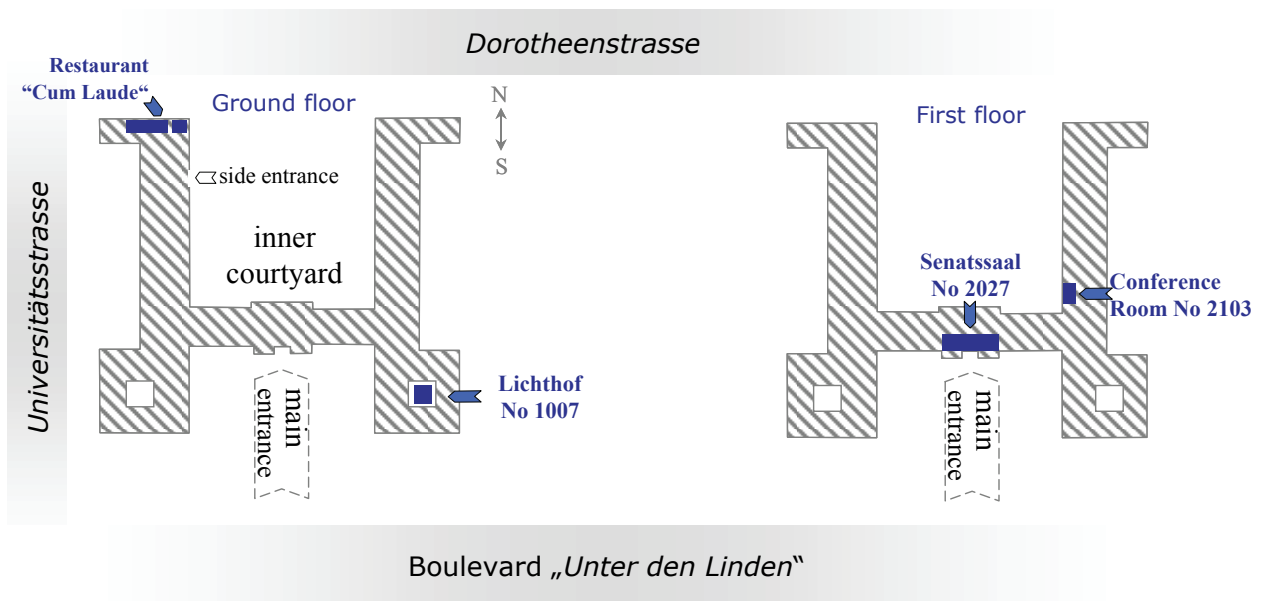 Dorotheenstrasse
Restaurant
“Cum Laude“
Ground floor
N
S
First floor
side entrance
inner
courtyard
Universitätsstrasse
Senatssaal
No 2027
Conference
Room No 2103
Lichthof
No 1007
main
entrance
main
entrance
Boulevard „Unter den Linden“